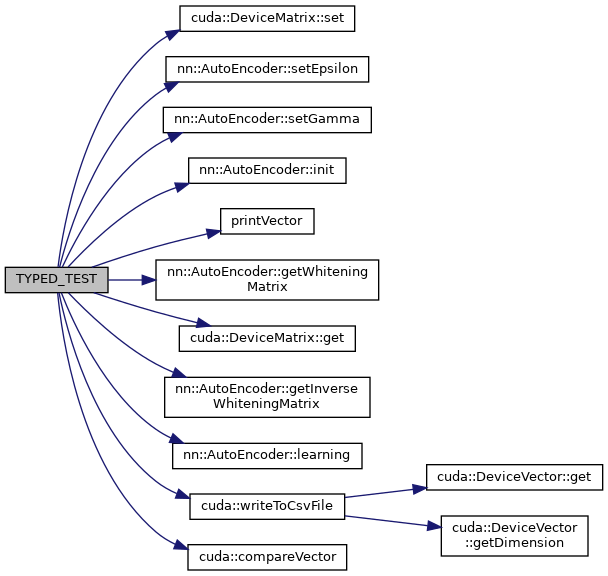 cuda::DeviceMatrix::set
nn::AutoEncoder::setEpsilon
nn::AutoEncoder::setGamma
nn::AutoEncoder::init
printVector
TYPED_TEST
nn::AutoEncoder::getWhitening
Matrix
cuda::DeviceMatrix::get
nn::AutoEncoder::getInverse
WhiteningMatrix
nn::AutoEncoder::learning
cuda::DeviceVector::get
cuda::writeToCsvFile
cuda::DeviceVector
::getDimension
cuda::compareVector